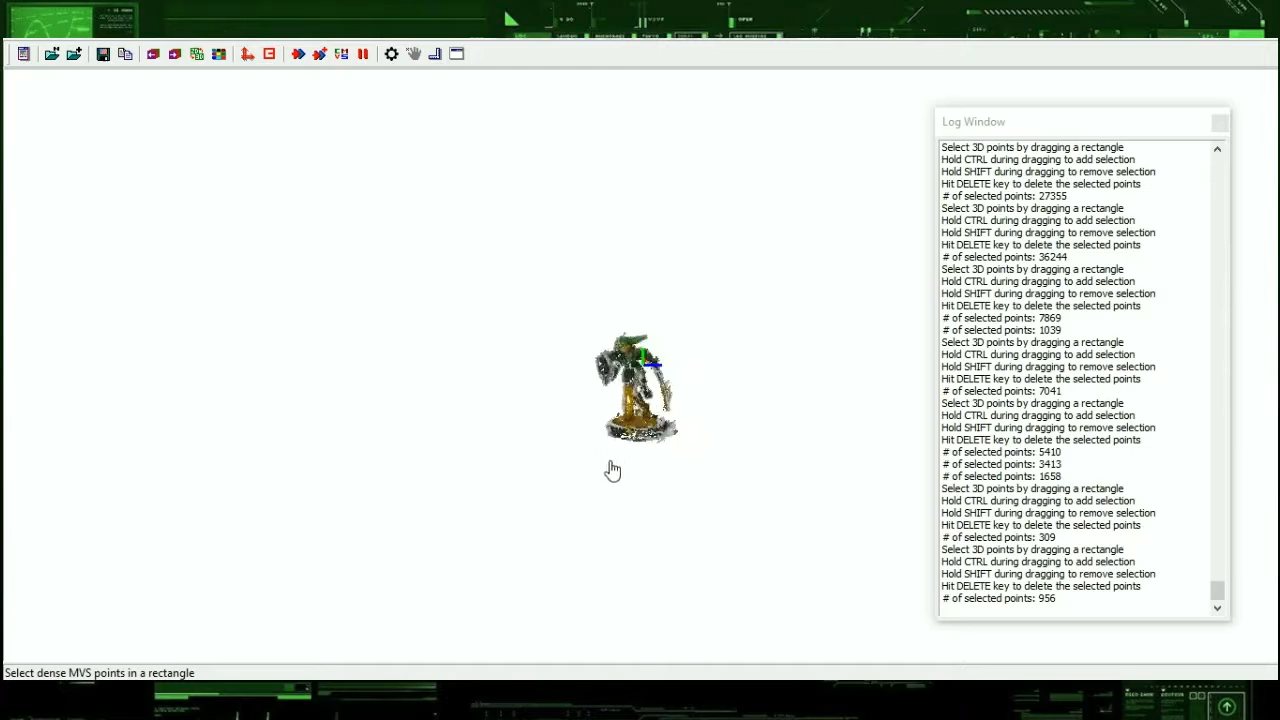 Log Window
Select 3D points by dragging a rectangle
Hold CTRL during dragging to add selection
Hold SHIFT during dragging to remove selection
Hit DELETE key to delete the selected points
# of selected points: 27355
Select 3D points by dragging a rectangle
Hold CTRL during dragging to add selection
Hold SHIFT during dragging to remove selection
Hit DELETE key to delete the selected points
# of selected points: 36244
Select 3D points by dragging a rectangle
Hold CTRL during dragging to add selection
Hold SHIFT during dragging to remove selection
Hit DELETE key to delete the selected points
# of selected points: 7869
# of selected points: 1039
Select 3D points by dragging a rectangle
Hold CTRL during dragging to add selection
Hold SHIFT during dragging to remove selection
Hit DELETE key to delete the selected points
# of selected points: 7041
Select 3D points by dragging a rectangle
Hold CTRL during dragging to add selection
Hold SHIFT during dragging to remove selection
Hit DELETE key to delete the selected points
# of selected points: 5410
# of selected points: 3413
# of selected points: 1658
Select 3D points by dragging a rectangle
Hold CTRL during dragging to add selection
Hold SHIFT during dragging to remove selection
Hit DELETE key to delete the selected points
# of selected points: 309
Select 3D points by dragging a rectangle
Hold CTRL during dragging to add selection
Hold SHIFT during dragging to remove selection
Hit DELETE key to delete the selected points
# of selected points: 956
Select dense MVS points in a rectangle